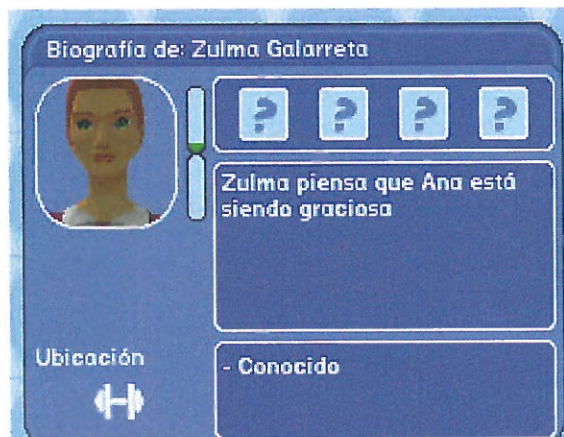 Biografía de: Zulma Galarreta
? ? ? ?
Zulma piensa que Ana está
siendo graciosa
Ubicación
- Conocido